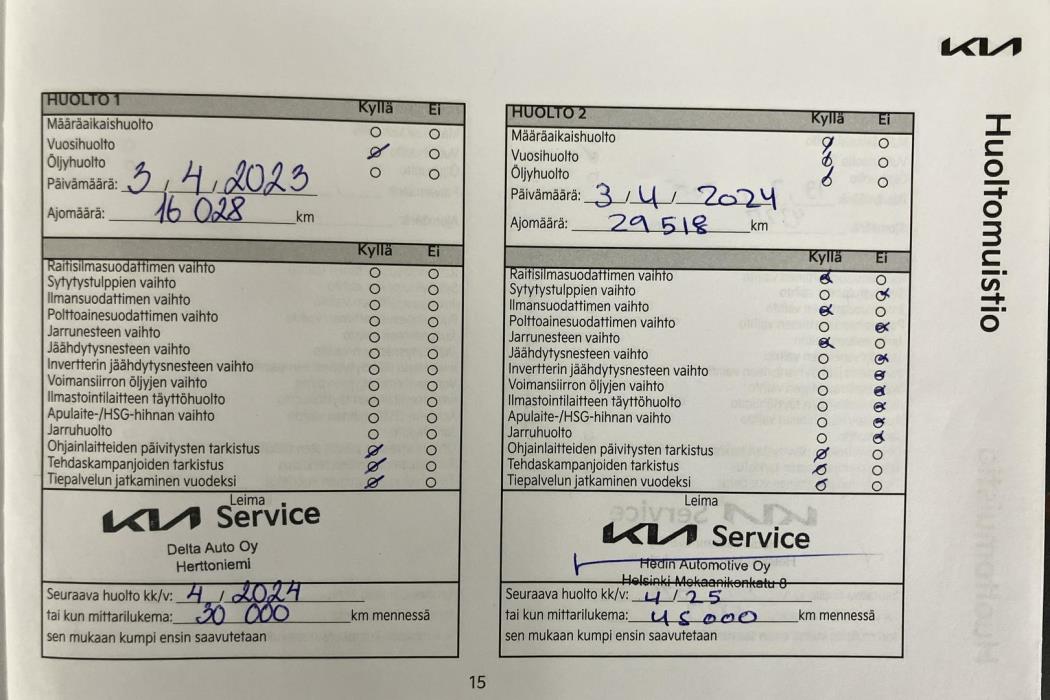 KIA
Huoltomuistio
HUOLTO 1 Kyllä Ei
Määräaikaishuolto
Vuosihuolto
Öljyhuolto
Päivämäärä: 3 / 4 / 2023
Ajomäärä: 16 028 km
Kyllä Ei
Raitisilmasuodattimen vaihto
Sytytystulppien vaihto
Ilmansuodattimen vaihto
Polttoainesuodattimen vaihto
Jarrunesteen vaihto
Jäähdytysnesteen vaihto
Invertterin jäähdytysnesteen vaihto
Voimansiirron öljyjen vaihto
Ilmastointilaitteen täyttöhuolto
Apulaite-/HSG-hihnan vaihto
Jarruhuolto
Ohjainlaitteiden päivitysten tarkistus
Tehdaskampanjoiden tarkistus
Tiepalvelun jatkaminen vuodeksi
Leima
KIA Service
Delta Auto Oy
Herttoniemi
Seuraava huolto kk/v: 4 / 2024
tai kun mittarilukema: 30 000 km mennessä
sen mukaan kumpi ensin saavutetaan
HUOLTO 2 Kyllä Ei
Määräaikaishuolto
Vuosihuolto
Öljyhuolto
Päivämäärä: 3 / 4 / 2024
Ajomäärä: 29 518 km
Kyllä Ei
Raitisilmasuodattimen vaihto
Sytytystulppien vaihto
Ilmansuodattimen vaihto
Polttoainesuodattimen vaihto
Jarrunesteen vaihto
Jäähdytysnesteen vaihto
Invertterin jäähdytysnesteen vaihto
Voimansiirron öljyjen vaihto
Ilmastointilaitteen täyttöhuolto
Apulaite-/HSG-hihnan vaihto
Jarruhuolto
Ohjainlaitteiden päivitysten tarkistus
Tehdaskampanjoiden tarkistus
Tiepalvelun jatkaminen vuodeksi
Leima
KIA Service
Hedin Automotive Oy
Helsinki Mekaanikonkatu 8
Seuraava huolto kk/v: 4 / 25
tai kun mittarilukema: 45000 km mennessä
sen mukaan kumpi ensin saavutetaan
15